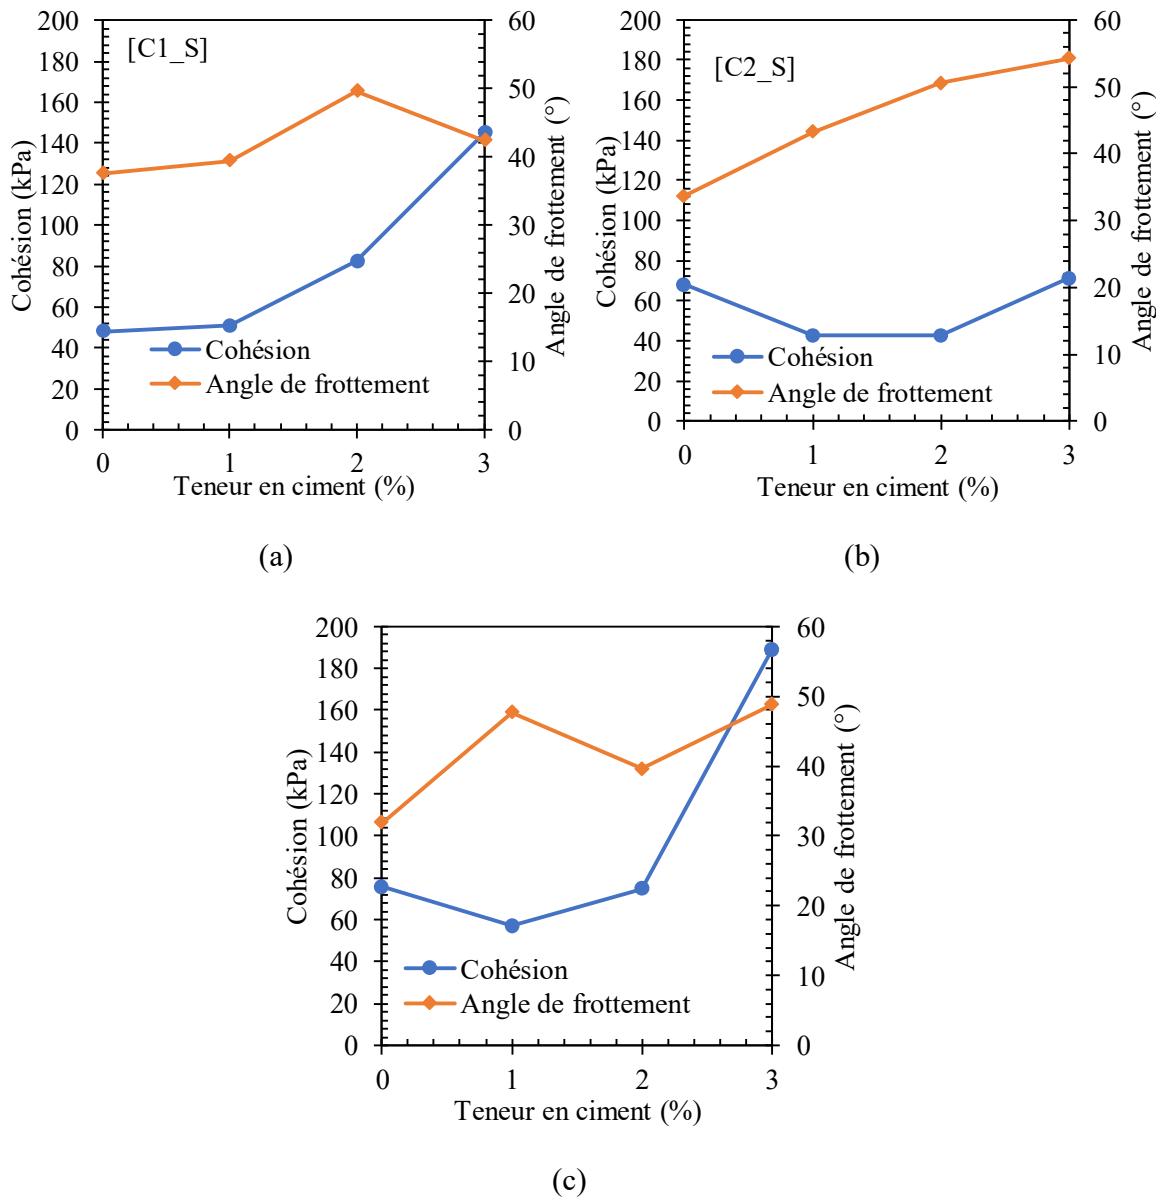 [C1_S]
Cohésion (kPa)
200
180
160
140
120
100
80
60
40
20
0
60
50
40
30
20
10
0
Angle de frottement (°)
Cohésion
Angle de frottement
0 1 2 3
Teneur en ciment (%)
(a)
[C2_S]
Cohésion (kPa)
200
180
160
140
120
100
80
60
40
20
0
60
50
40
30
20
10
0
Angle de frottement (°)
Cohésion
Angle de frottement
0 1 2 3
Teneur en ciment (%)
(b)
Cohésion (kPa)
200
180
160
140
120
100
80
60
40
20
0
60
50
40
30
20
10
0
Angle de frottement (°)
Cohésion
Angle de frottement
0 1 2 3
Teneur en ciment (%)
(c)